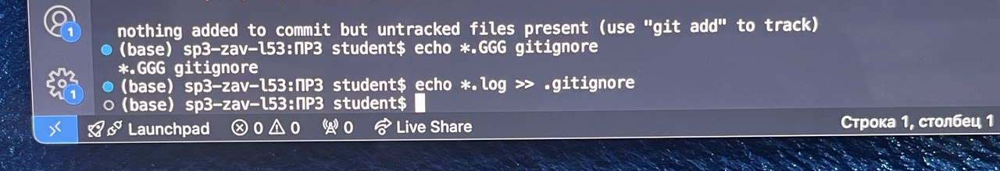 nothing added to commit but untracked files present (use "git add" to track)
(base) sp3-zav-l53:ПР3 student$ echo *.GGG gitignore
*.GGG gitignore
(base) sp3-zav-l53:ПР3 student$ echo *.log >> .gitignore
(base) sp3-zav-l53:ПР3 student$
1
1
Launchpad 0 0 0 Live Share Строка 1, столбец 1